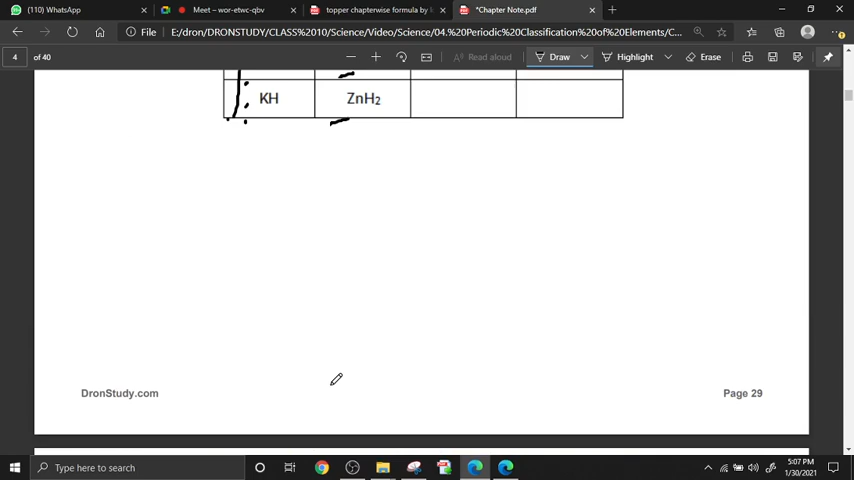 (110) WhatsApp
Meet – wor-etwc-qbv
topper chapterwise formula by k
*Chapter Note.pdf
File
E:/dron/DRONSTUDY/CLASS%2010/Science/Video/Science/04.%20Periodic%20Classification%20of%20Elements/C...
4 of 40
Read aloud
Draw
Highlight
Erase
KH
ZnH2
DronStudy.com
Page 29
Type here to search
5:07 PM
1/30/2021